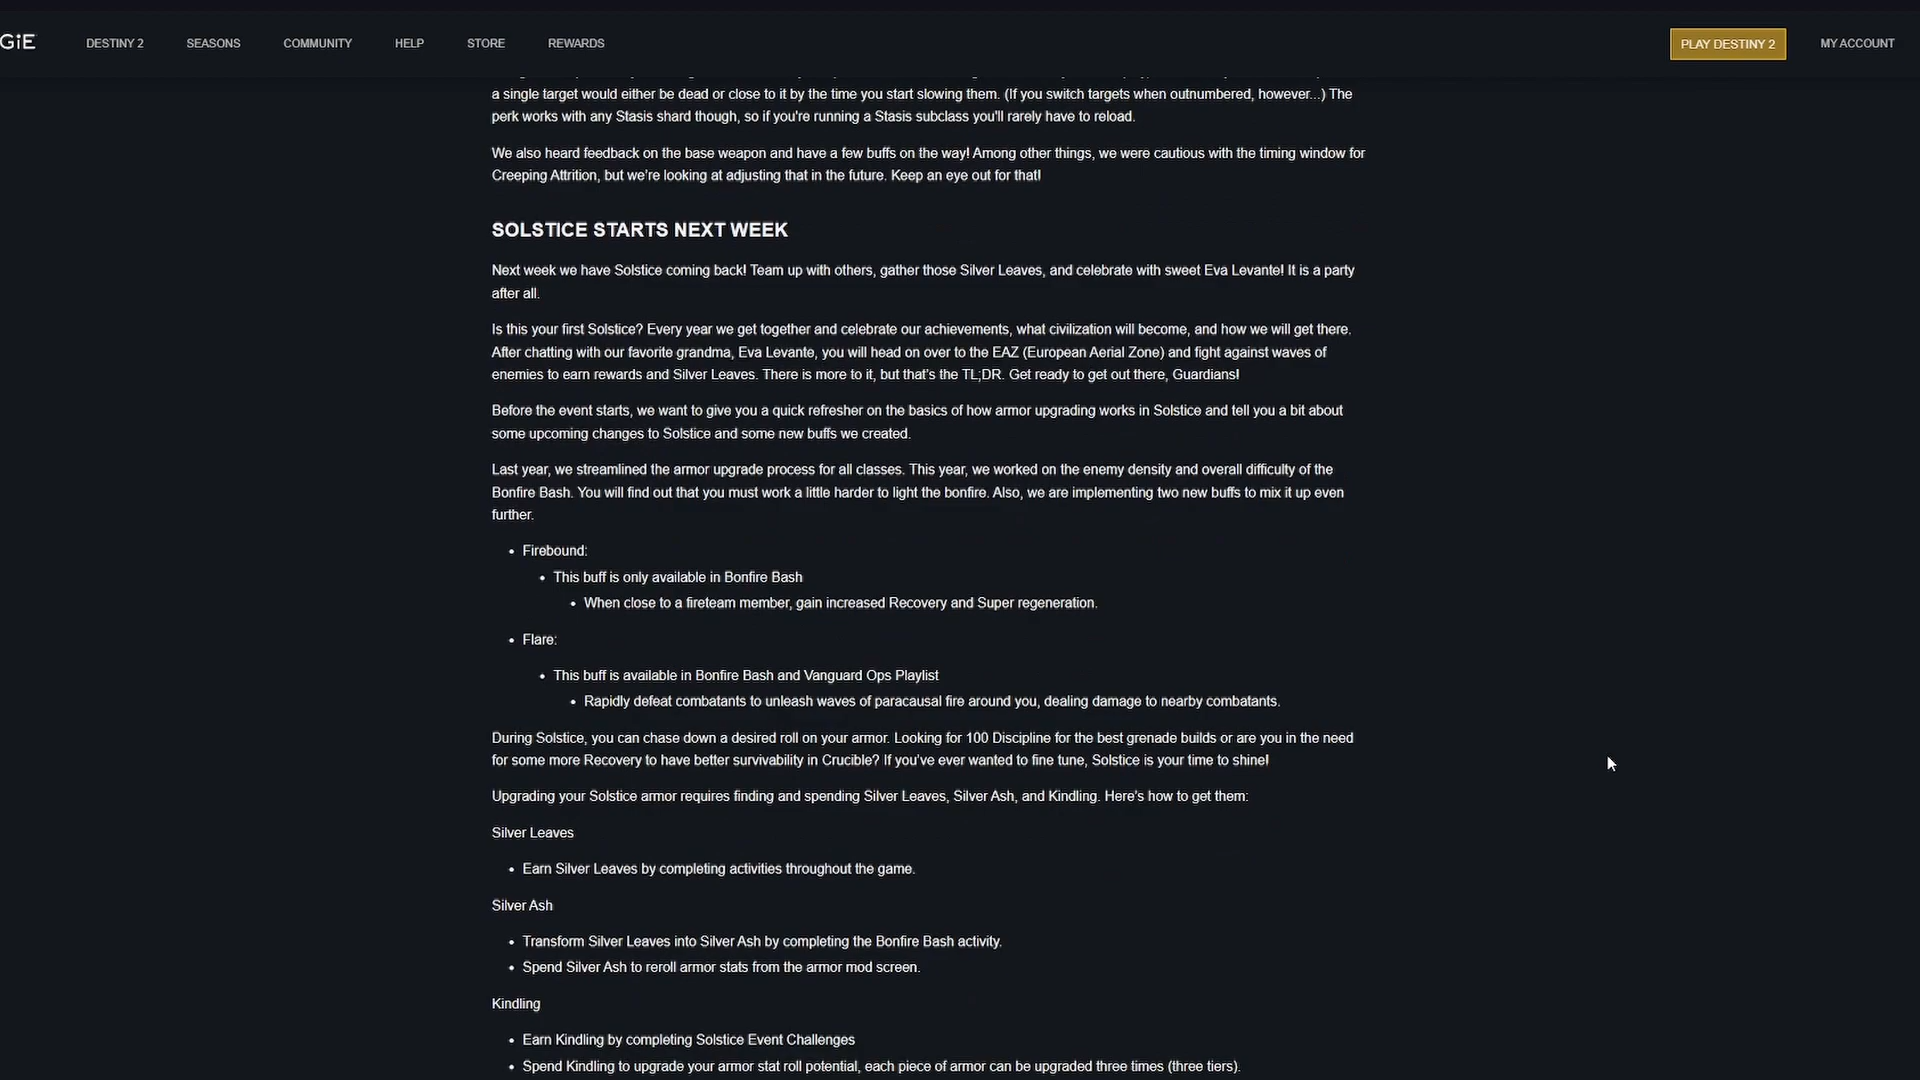 GiE
DESTINY 2
SEASONS
COMMUNITY
HELP
STORE
REWARDS
PLAY DESTINY 2
MY ACCOUNT
a single target would either be dead or close to it by the time you start slowing them. (If you switch targets when outnumbered, however...) The
perk works with any Stasis shard though, so if you're running a Stasis subclass you'll rarely have to reload.
We also heard feedback on the base weapon and have a few buffs on the way! Among other things, we were cautious with the timing window for
Creeping Attrition, but we’re looking at adjusting that in the future. Keep an eye out for that!
SOLSTICE STARTS NEXT WEEK
Next week we have Solstice coming back! Team up with others, gather those Silver Leaves, and celebrate with sweet Eva Levante! It is a party
after all.
Is this your first Solstice? Every year we get together and celebrate our achievements, what civilization will become, and how we will get there.
After chatting with our favorite grandma, Eva Levante, you will head on over to the EAZ (European Aerial Zone) and fight against waves of
enemies to earn rewards and Silver Leaves. There is more to it, but that’s the TL;DR. Get ready to get out there, Guardians!
Before the event starts, we want to give you a quick refresher on the basics of how armor upgrading works in Solstice and tell you a bit about
some upcoming changes to Solstice and some new buffs we created.
Last year, we streamlined the armor upgrade process for all classes. This year, we worked on the enemy density and overall difficulty of the
Bonfire Bash. You will find out that you must work a little harder to light the bonfire. Also, we are implementing two new buffs to mix it up even
further.
• Firebound:
• This buff is only available in Bonfire Bash
• When close to a fireteam member, gain increased Recovery and Super regeneration.
• Flare:
• This buff is available in Bonfire Bash and Vanguard Ops Playlist
• Rapidly defeat combatants to unleash waves of paracausal fire around you, dealing damage to nearby combatants.
During Solstice, you can chase down a desired roll on your armor. Looking for 100 Discipline for the best grenade builds or are you in the need
for some more Recovery to have better survivability in Crucible? If you’ve ever wanted to fine tune, Solstice is your time to shine!
Upgrading your Solstice armor requires finding and spending Silver Leaves, Silver Ash, and Kindling. Here’s how to get them:
Silver Leaves
• Earn Silver Leaves by completing activities throughout the game.
Silver Ash
• Transform Silver Leaves into Silver Ash by completing the Bonfire Bash activity.
• Spend Silver Ash to reroll armor stats from the armor mod screen.
Kindling
• Earn Kindling by completing Solstice Event Challenges
• Spend Kindling to upgrade your armor stat roll potential, each piece of armor can be upgraded three times (three tiers).